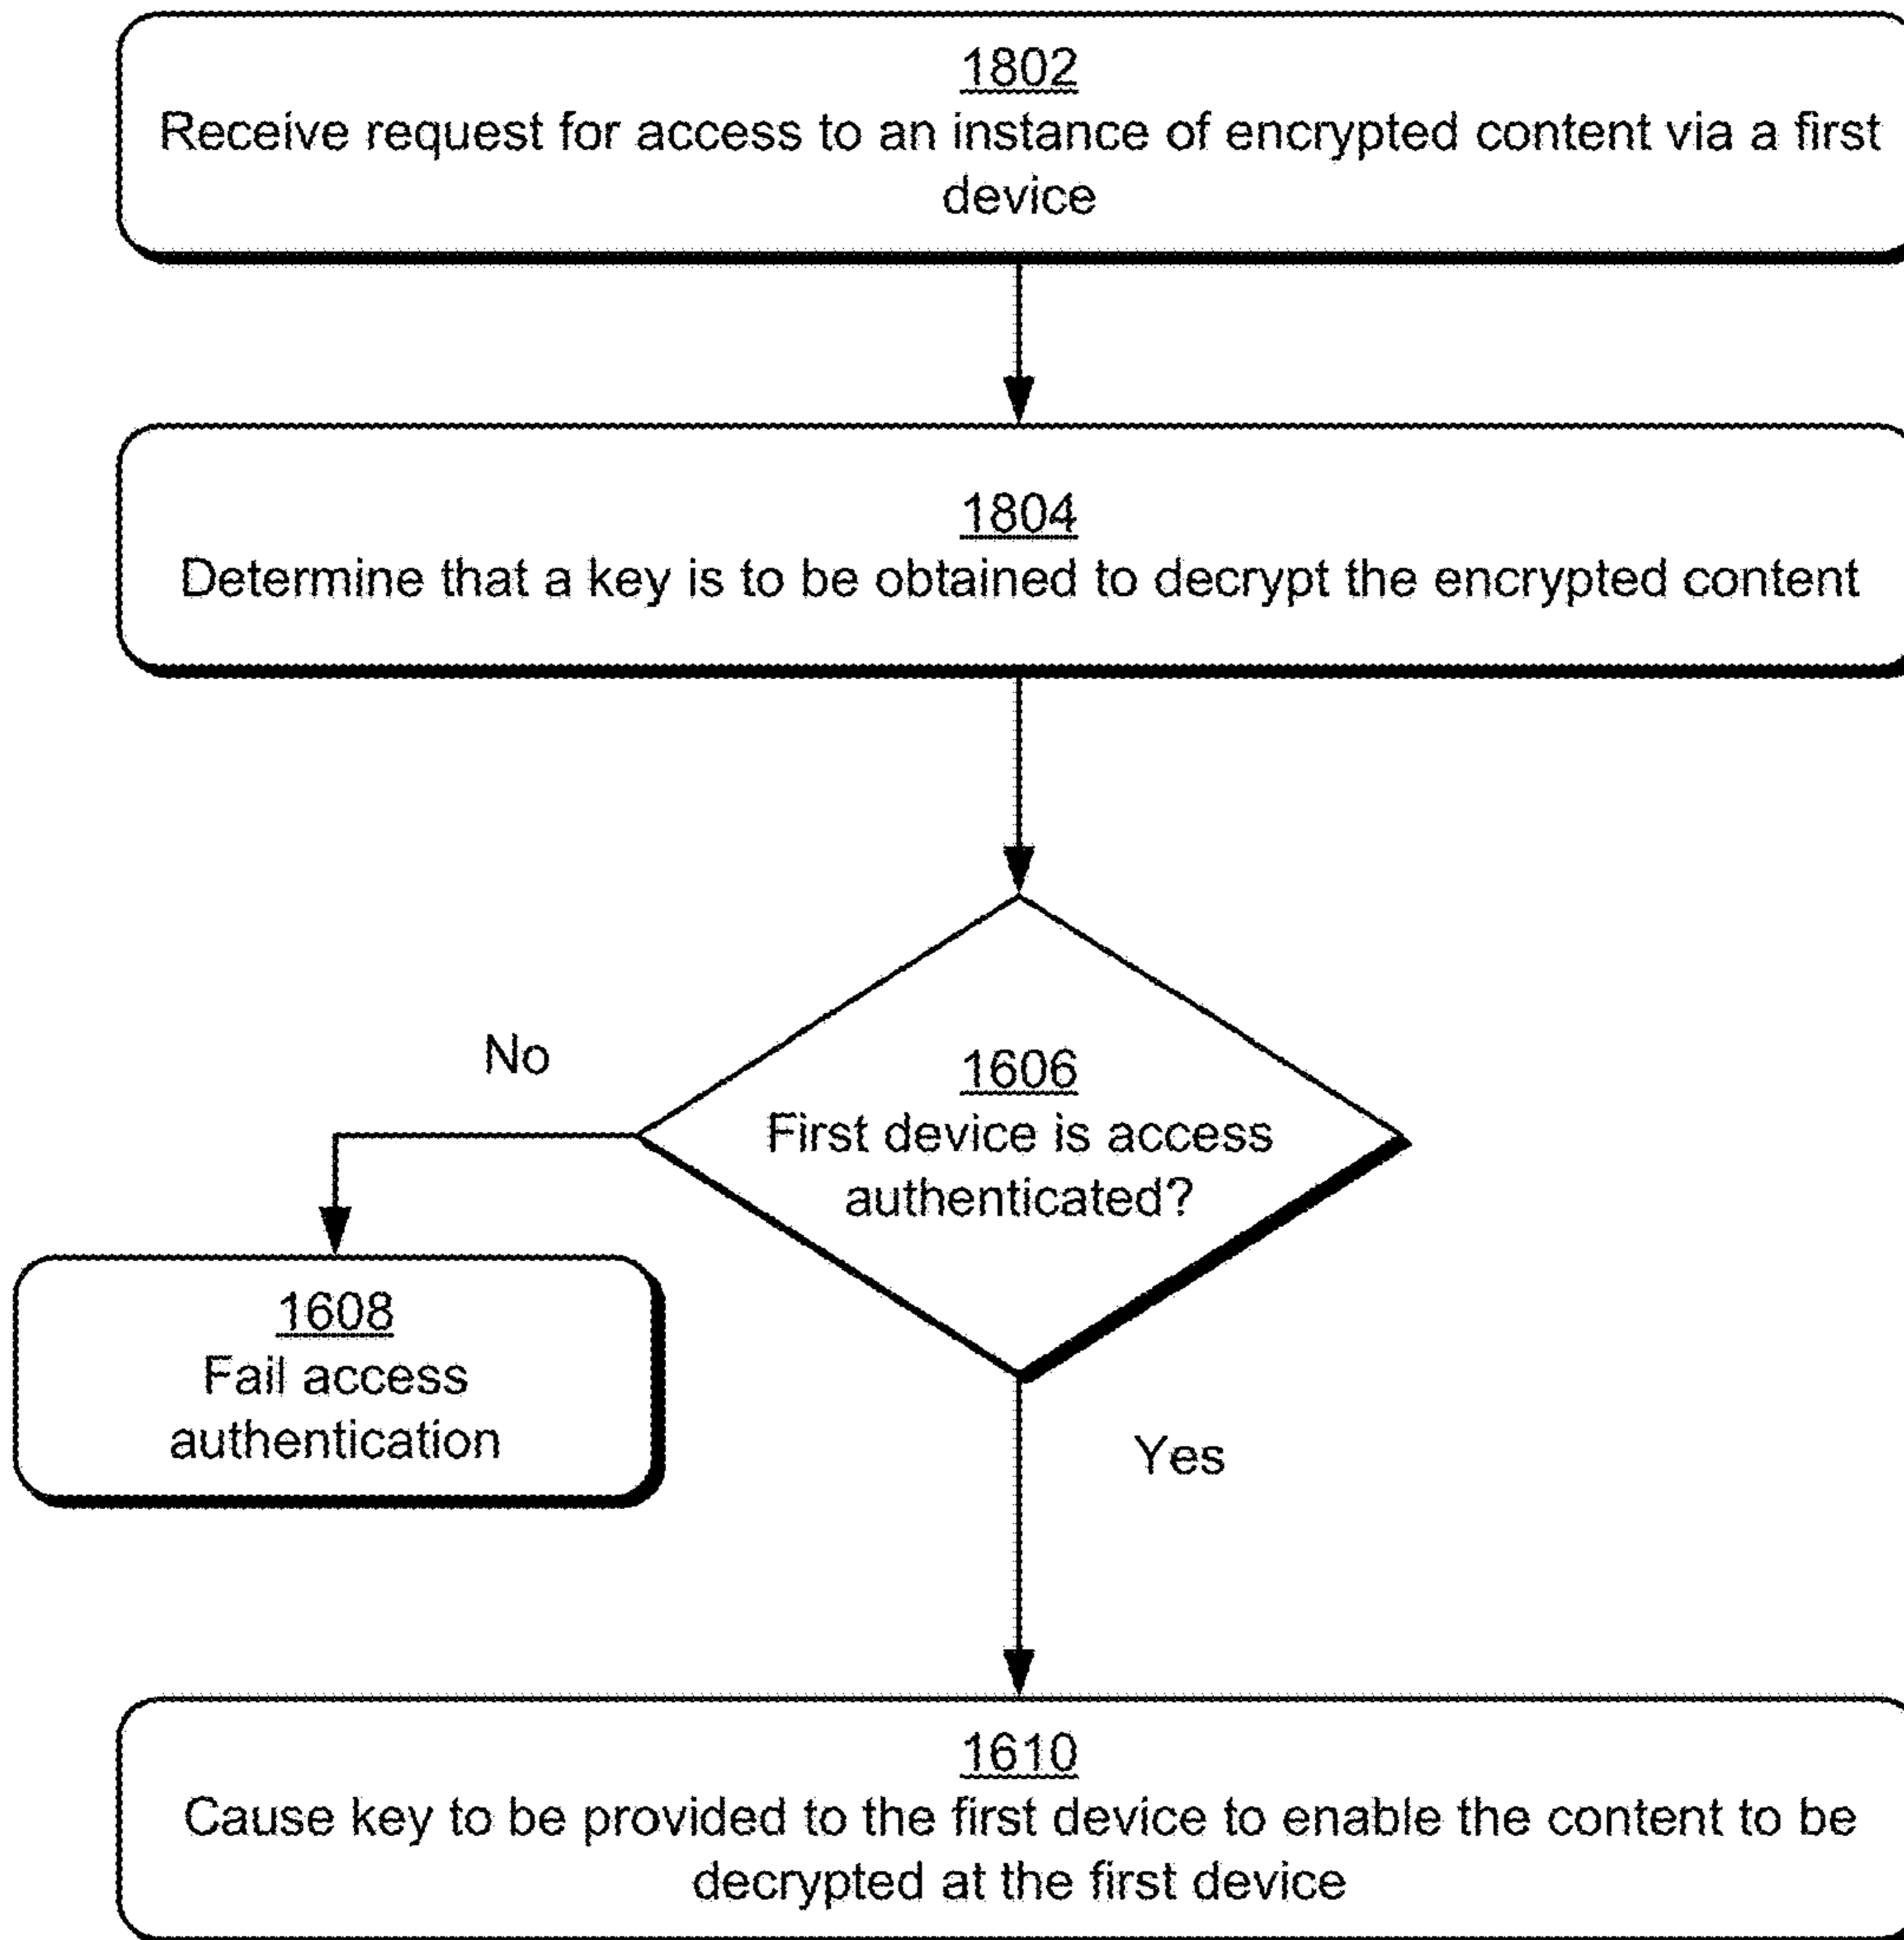 1802
Receive request for access to an instance of encrypted content via a first
device
1804
Determine that a key is to be obtained to decrypt the encrypted content
No
1606
First device is access
authenticated?
1608
Fail access
authentication
Yes
1610
Cause key to be provided to the first device to enable the content to be
decrypted at the first device